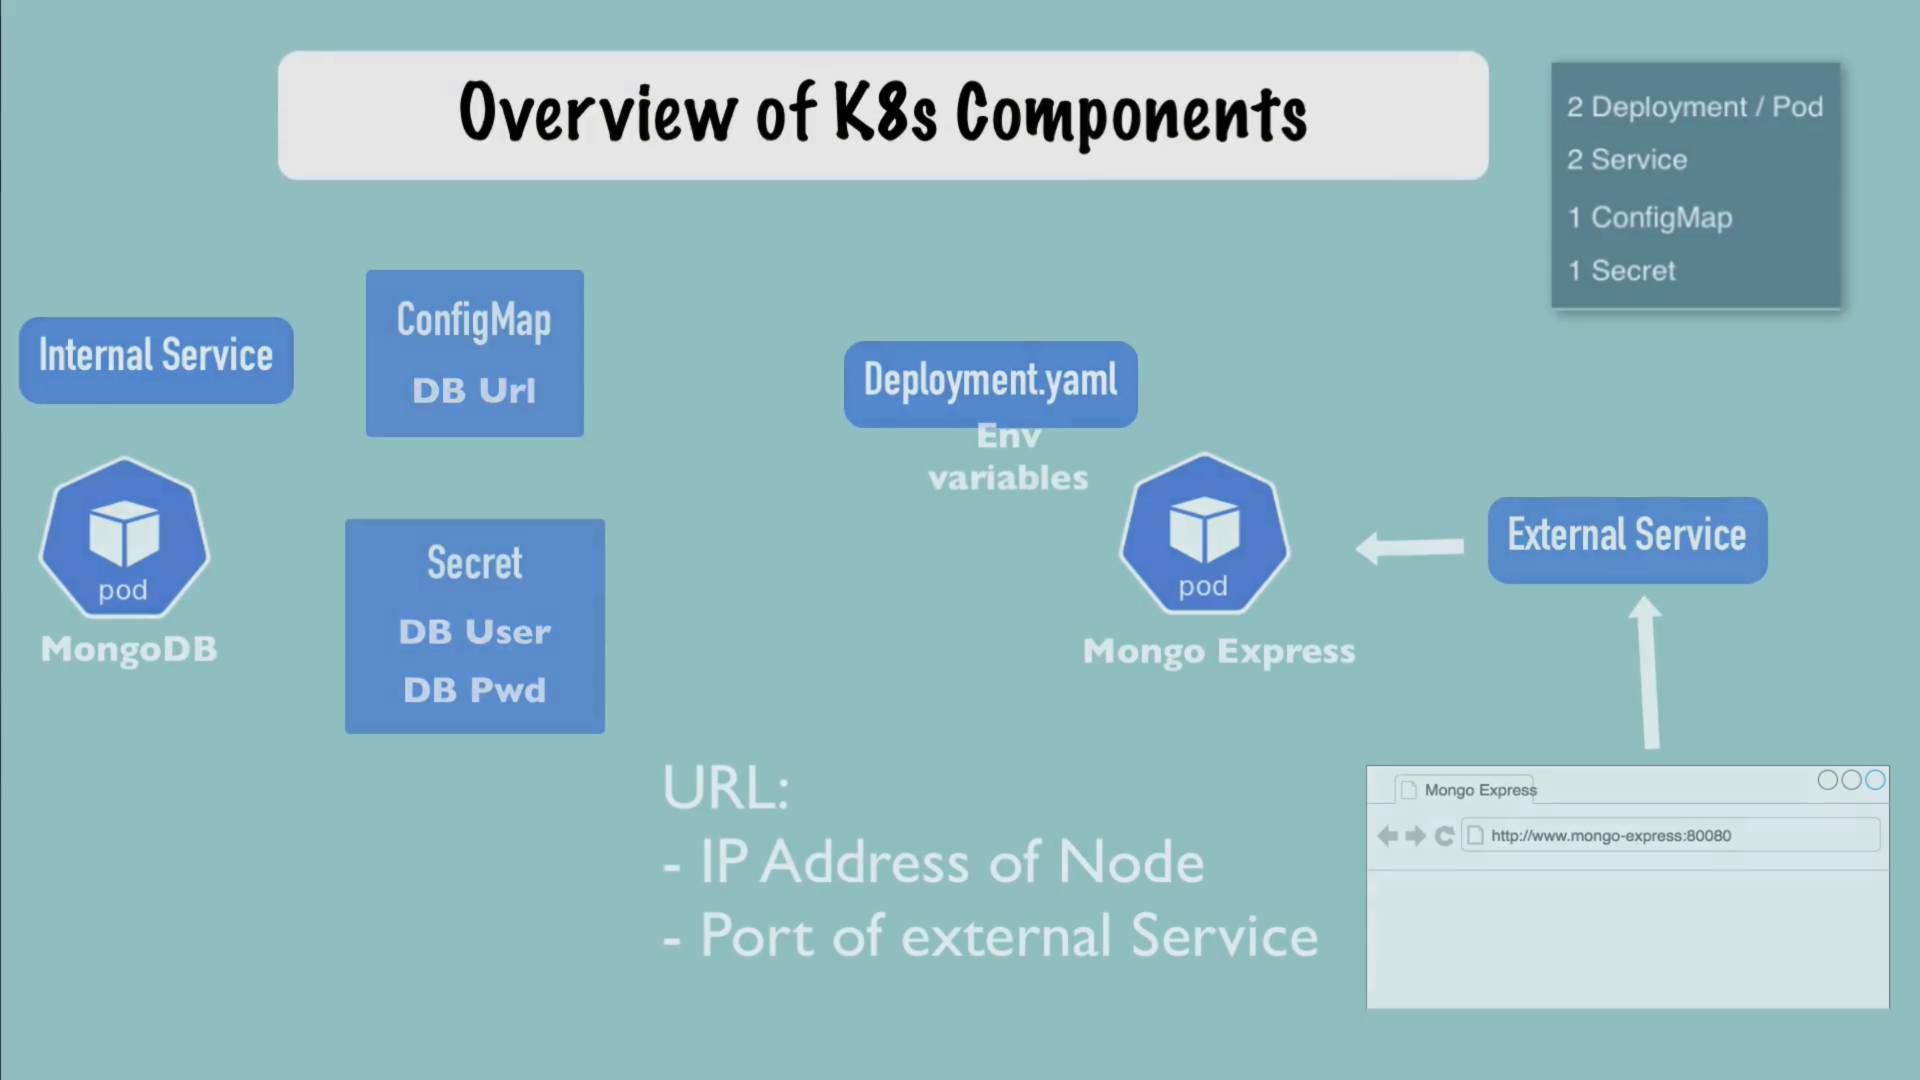 Overview of K8s Components
2 Deployment / Pod
2 Service
1 ConfigMap
1 Secret
Internal Service
pod
MongoDB
ConfigMap
DB Url
Secret
DB User
DB Pwd
Deployment.yaml
Env
variables
pod
Mongo Express
External Service
URL:
- IP Address of Node
- Port of external Service
Mongo Express
http://www.mongo-express:80080